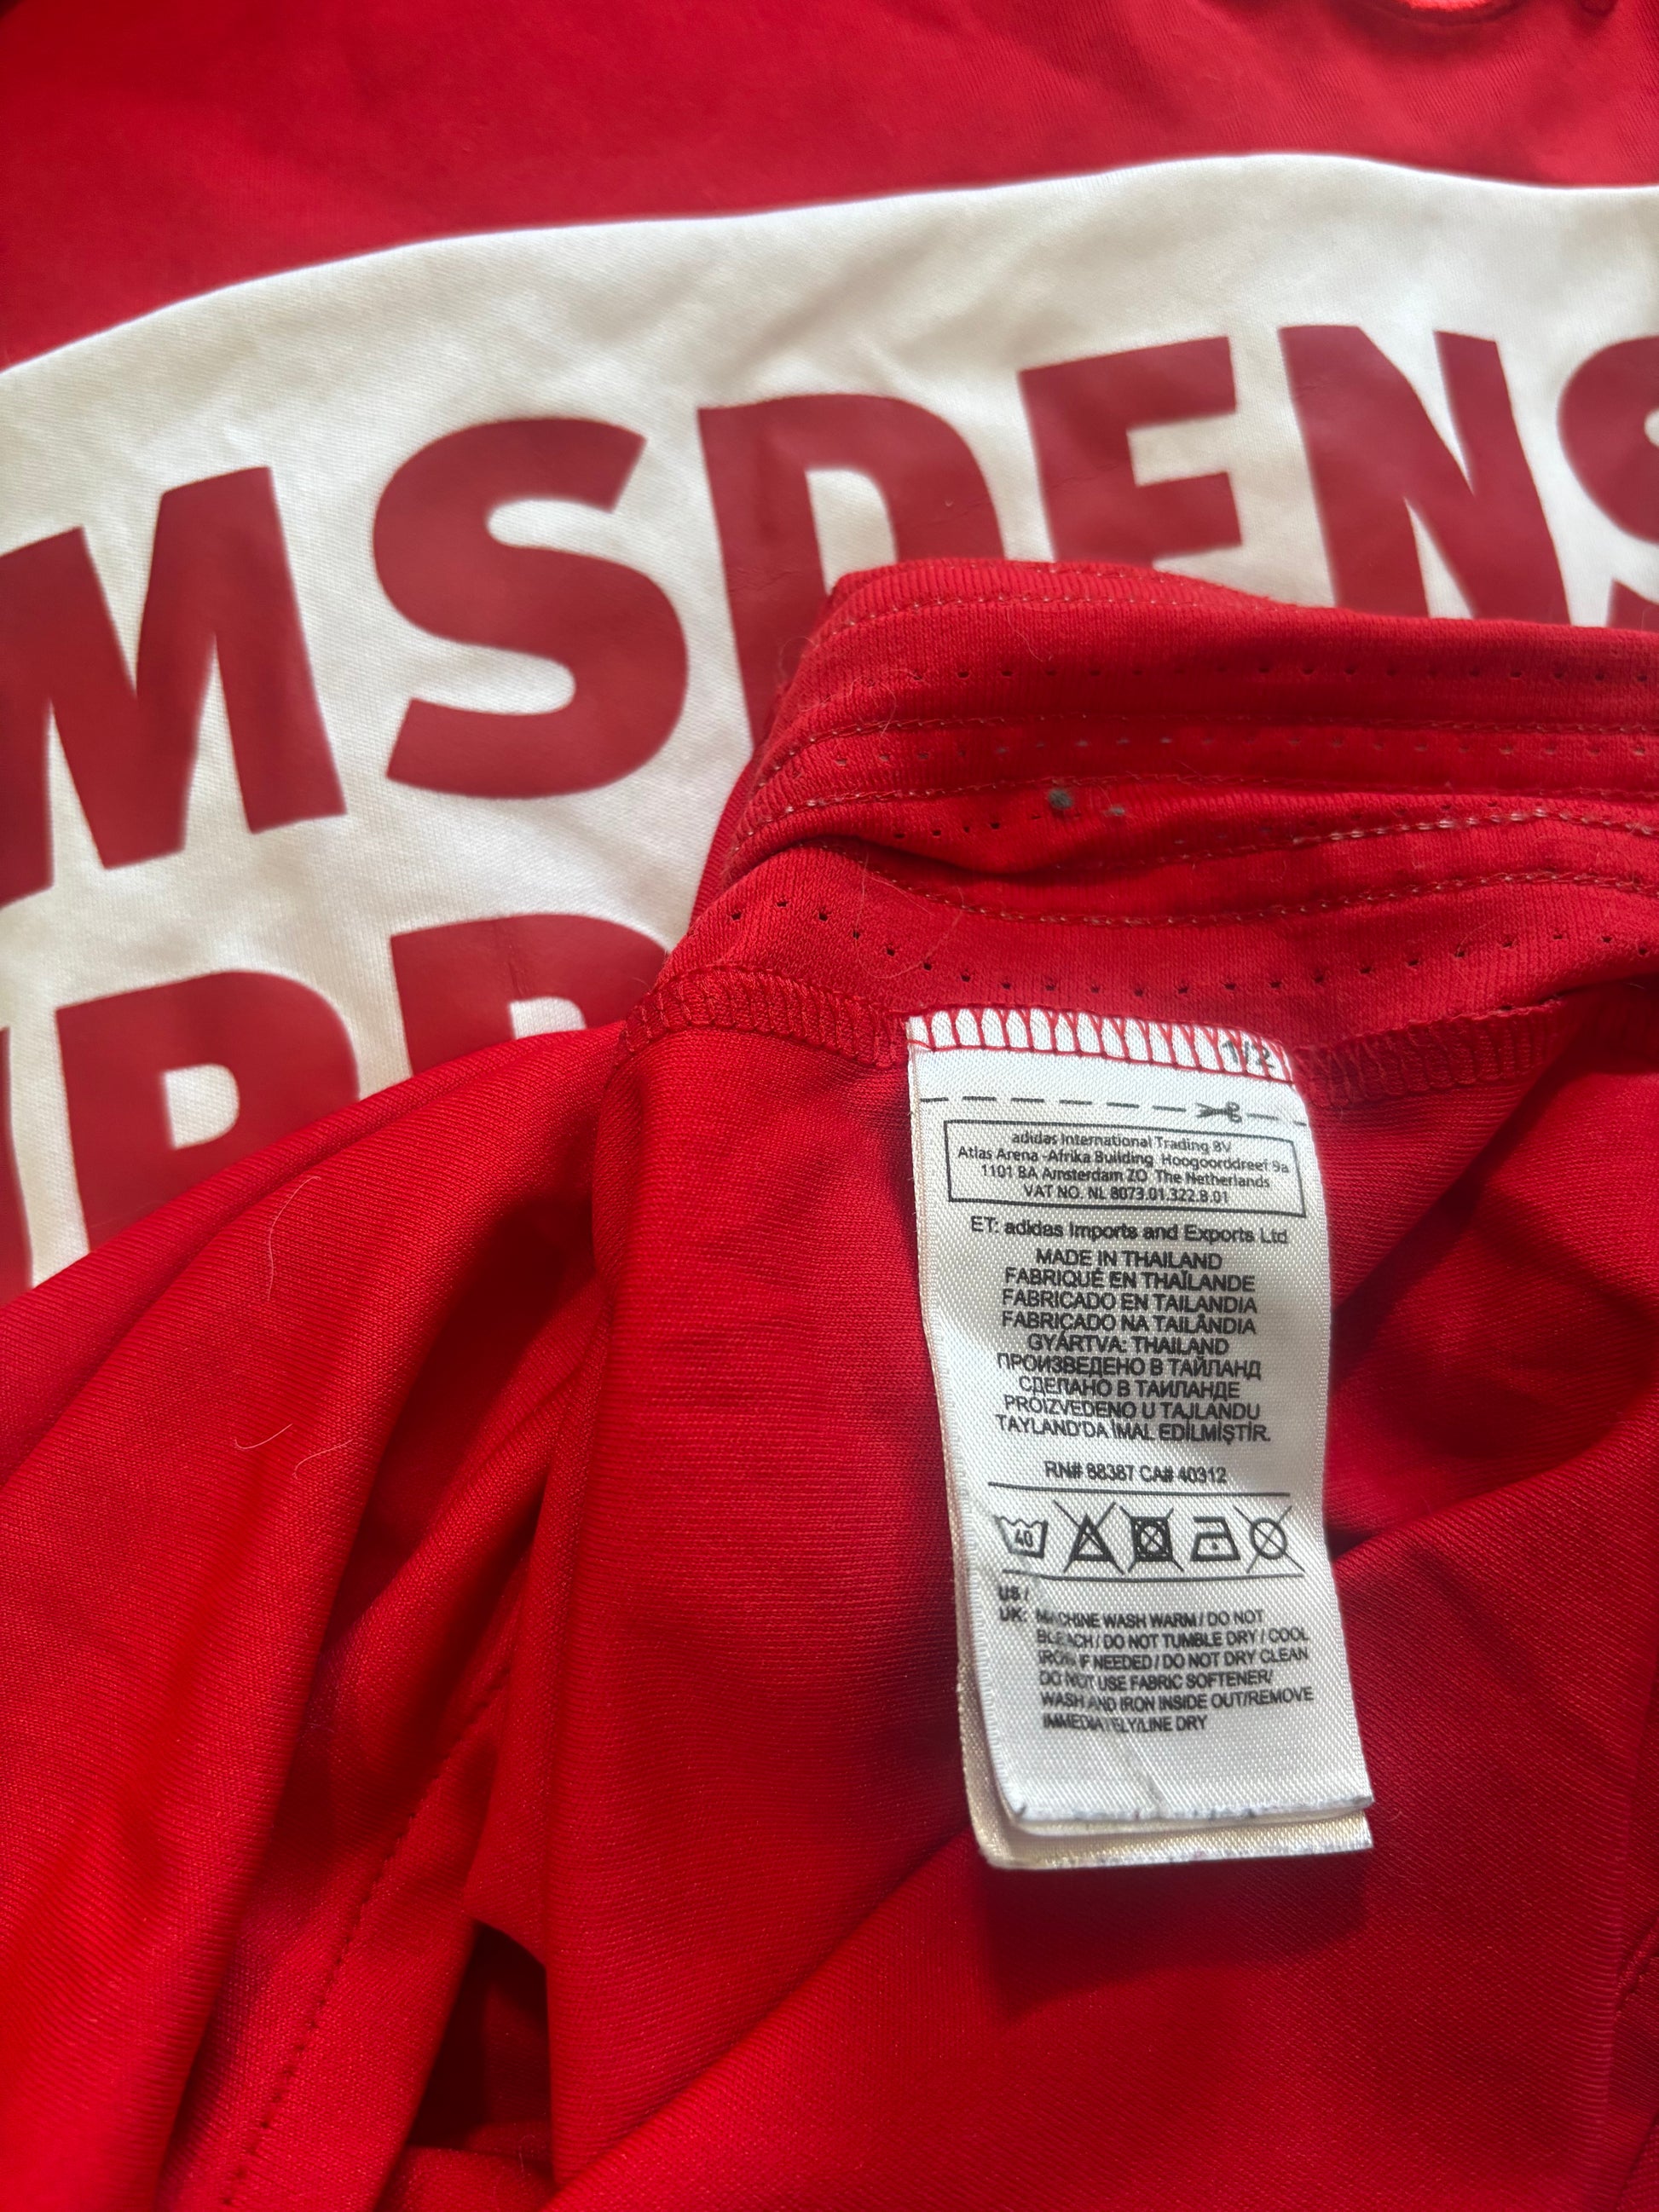 MSDENS
1/2
adidas International Trading BV
Atlas Arena -Afrika Building, Hoogoorddreef 9a
1101 BA Amsterdam ZO The Netherlands
VAT NO. NL 8073.01.322.B.01
ET: adidas Imports and Exports Ltd
MADE IN THAILAND
FABRIQUÉ EN THAÏLANDE
FABRICADO EN TAILANDIA
FABRICADO NA TAILÂNDIA
GYÁRTVA: THAILAND
ПРОИЗВЕДЕНО В ТАЙЛАНД
СДЕЛАНО В ТАИЛАНДЕ
PROIZVEDENO U TAJLANDU
TAYLAND'DA İMAL EDİLMİŞTİR.
RN# 88387 CA# 40312
40
US /
UK: MACHINE WASH WARM / DO NOT
BLEACH / DO NOT TUMBLE DRY / COOL
IRON IF NEEDED / DO NOT DRY CLEAN
DO NOT USE FABRIC SOFTENER/
WASH AND IRON INSIDE OUT/REMOVE
IMMEDIATELY/LINE DRY